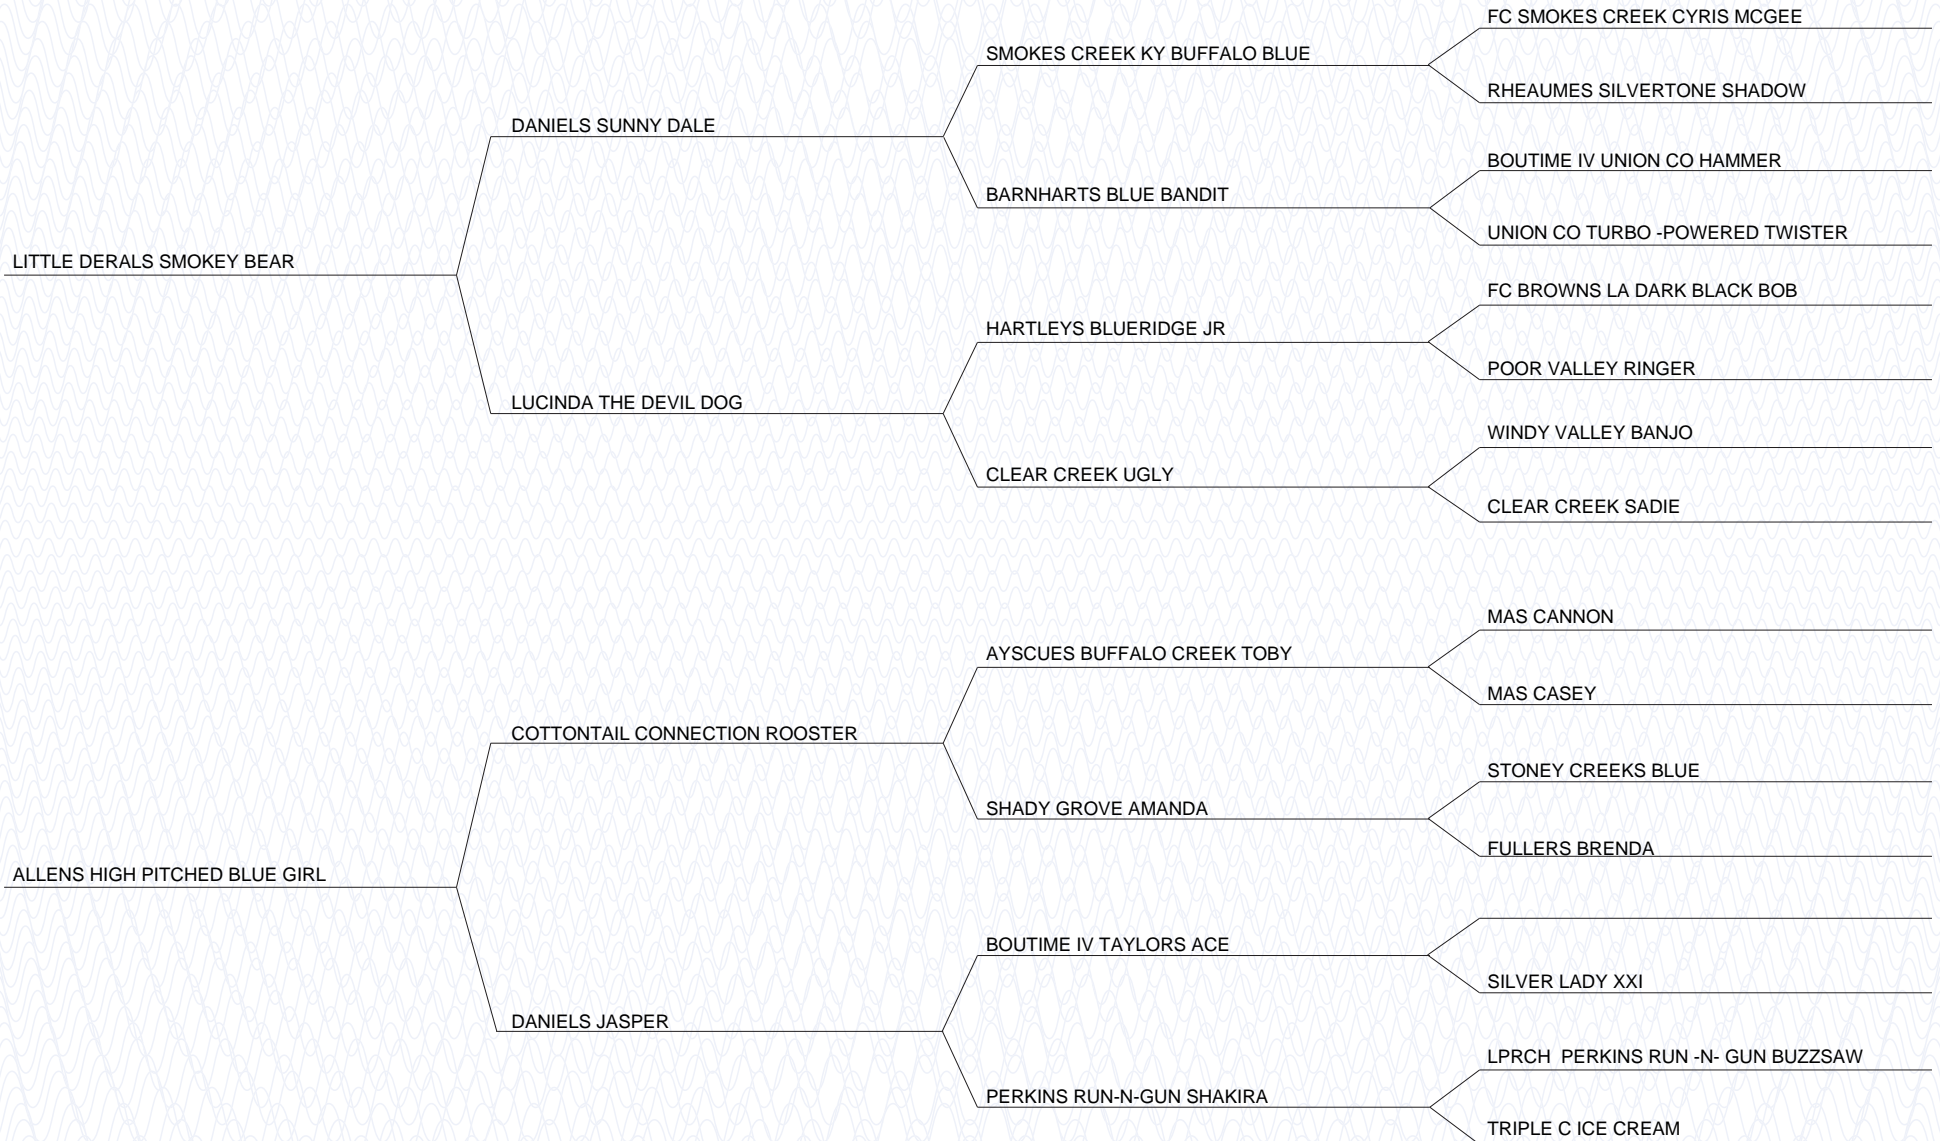 FC SMOKES CREEK CYRIS MCGEE
SMOKES CREEK KY BUFFALO BLUE
RHEAUMES SILVERTONE SHADOW
DANIELS SUNNY DALE
BOUTIME IV UNION CO HAMMER
BARNHARTS BLUE BANDIT
UNION CO TURBO -POWERED TWISTER
LITTLE DERALS SMOKEY BEAR
FC BROWNS LA DARK BLACK BOB
HARTLEYS BLUERIDGE JR
POOR VALLEY RINGER
LUCINDA THE DEVIL DOG
WINDY VALLEY BANJO
CLEAR CREEK UGLY
CLEAR CREEK SADIE
MAS CANNON
AYSCUES BUFFALO CREEK TOBY
MAS CASEY
COTTONTAIL CONNECTION ROOSTER
STONEY CREEKS BLUE
SHADY GROVE AMANDA
FULLERS BRENDA
ALLENS HIGH PITCHED BLUE GIRL
BOUTIME IV TAYLORS ACE
SILVER LADY XXI
DANIELS JASPER
LPRCH  PERKINS RUN -N- GUN BUZZSAW
PERKINS RUN-N-GUN SHAKIRA
TRIPLE C ICE CREAM